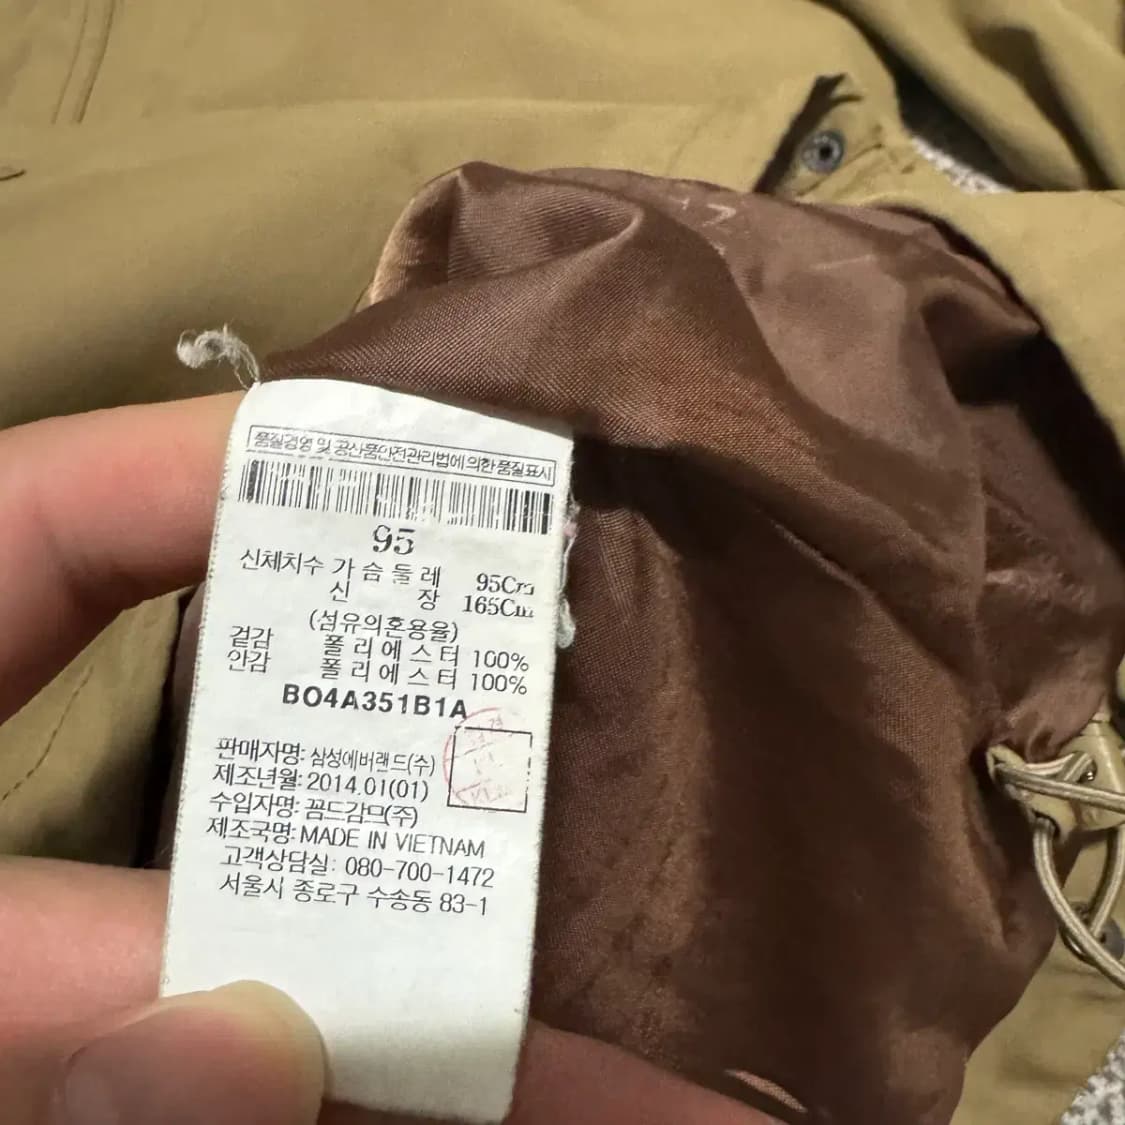 품질경영 및 공산품안전관리법에 의한 품질표시
95
신체치수 가 슴 둘 레 95Cm
신 장 165Cm
(섬유의혼용율)
겉감 폴 리 에 스 터 100%
안감 폴 리 에 스 터 100%
BO4A351B1A
판매자명: 삼성에버랜드(주)
제조년월: 2014.01(01)
수입자명: 꼼드감므(주)
제조국명: MADE IN VIETNAM
고객상담실: 080-700-1472
서울시 종로구 수송동 83-1